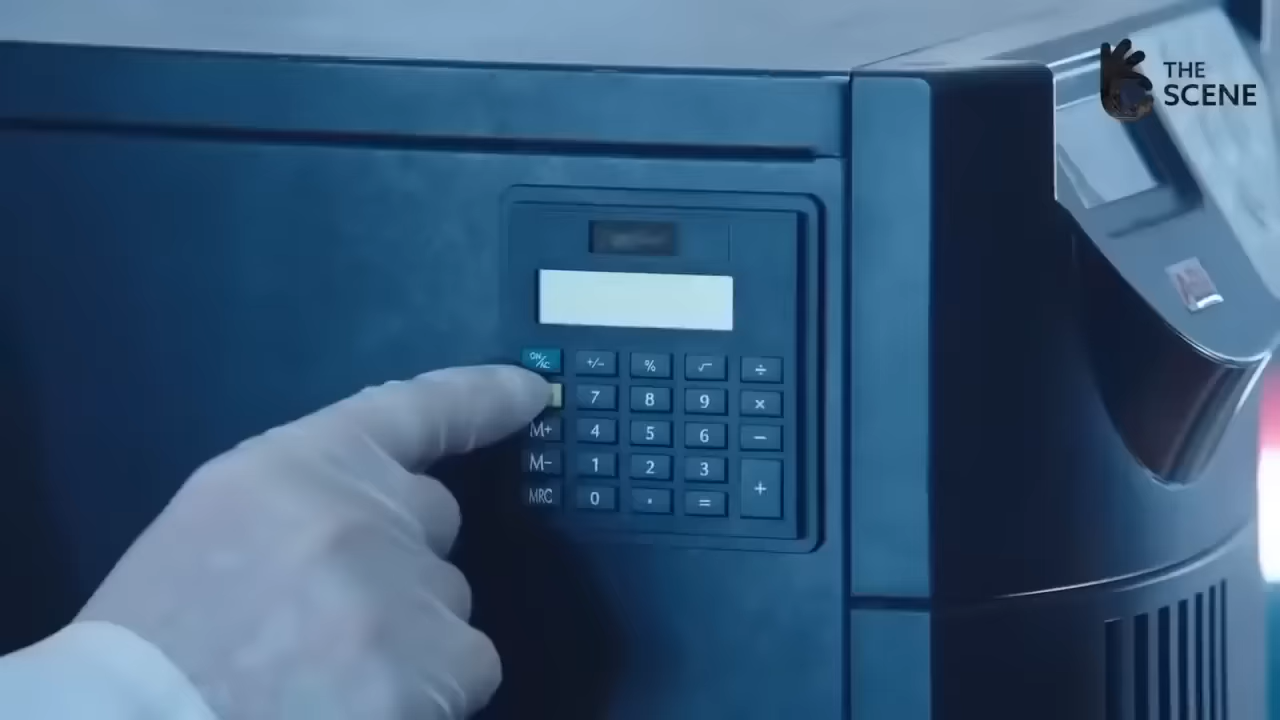 THE
SCENE
ON/AC +/− % √ ÷
7 8 9 ×
M+ 4 5 6 −
M− 1 2 3
MRC 0 . = +